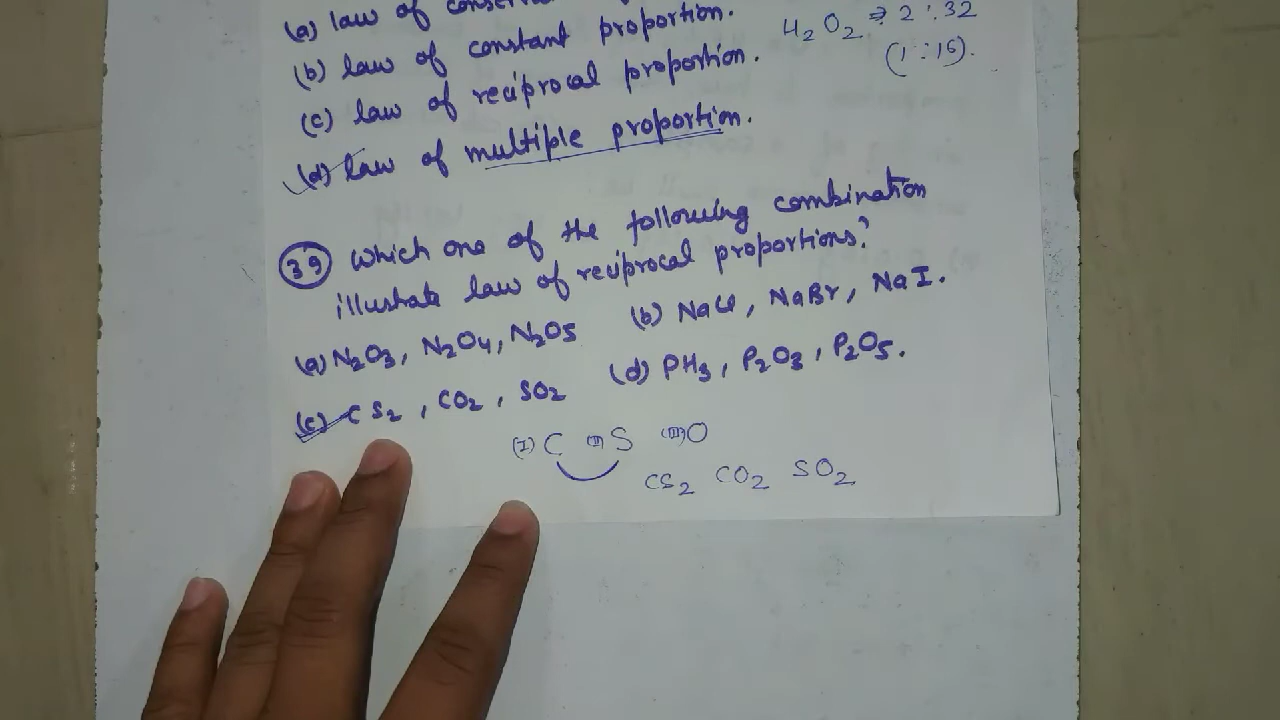 (a) law of
(b) law of constant proportion.
(c) law of reciprocal proportion.
(d) law of multiple proportion.
H2O2 ⇒ 2:32
(1:16).
39 Which one of the following combination
illustrate law of reciprocal proportions?
(a) N2O3, N2O4, N2O5 (b) NaCl, NaBr, NaI.
(c) CS2, CO2, SO2 (d) PH3, P2O3, P2O5.
(I) C (II) S (III) O
CS2 CO2 SO2